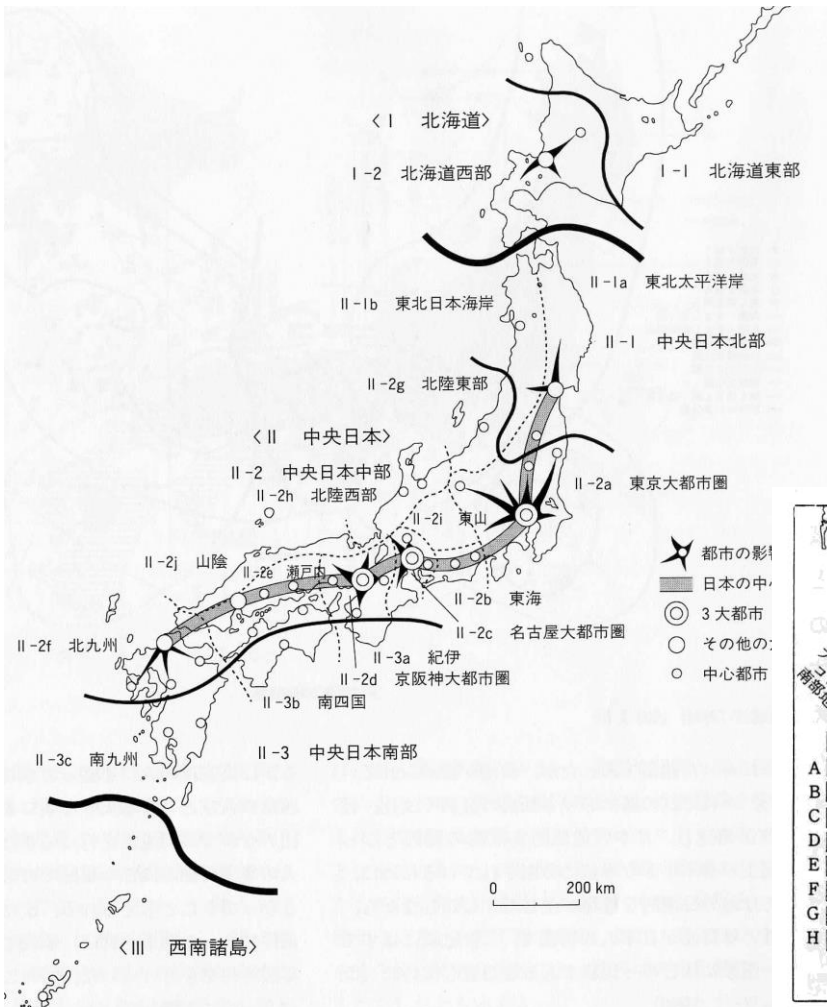 〈Ⅰ 北海道〉
Ⅰ-2 北海道西部
Ⅰ-Ⅰ 北海道東部
Ⅱ-Ⅰa 東北太平洋岸
Ⅱ-Ⅰb 東北日本海岸
Ⅱ-Ⅰ 中央日本北部
Ⅱ-2g 北陸東部
〈Ⅱ 中央日本〉
Ⅱ-2 中央日本中部
Ⅱ-2h 北陸西部
Ⅱ-2a 東京大都市圏
Ⅱ-2i 東山
Ⅱ-2j 山陰
Ⅱ-2e 瀬戸内
Ⅱ-2b 東海
Ⅱ-2c 名古屋大都市圏
Ⅱ-2f 北九州
Ⅱ-3a 紀伊
Ⅱ-2d 京阪神大都市圏
Ⅱ-3b 南四国
Ⅱ-3c 南九州
Ⅱ-3 中央日本南部
〈Ⅲ 西南諸島〉
都市の影
日本の中
3大都市
その他の
中心都市
0 200 km
A
B
C
D
E
F
G
H